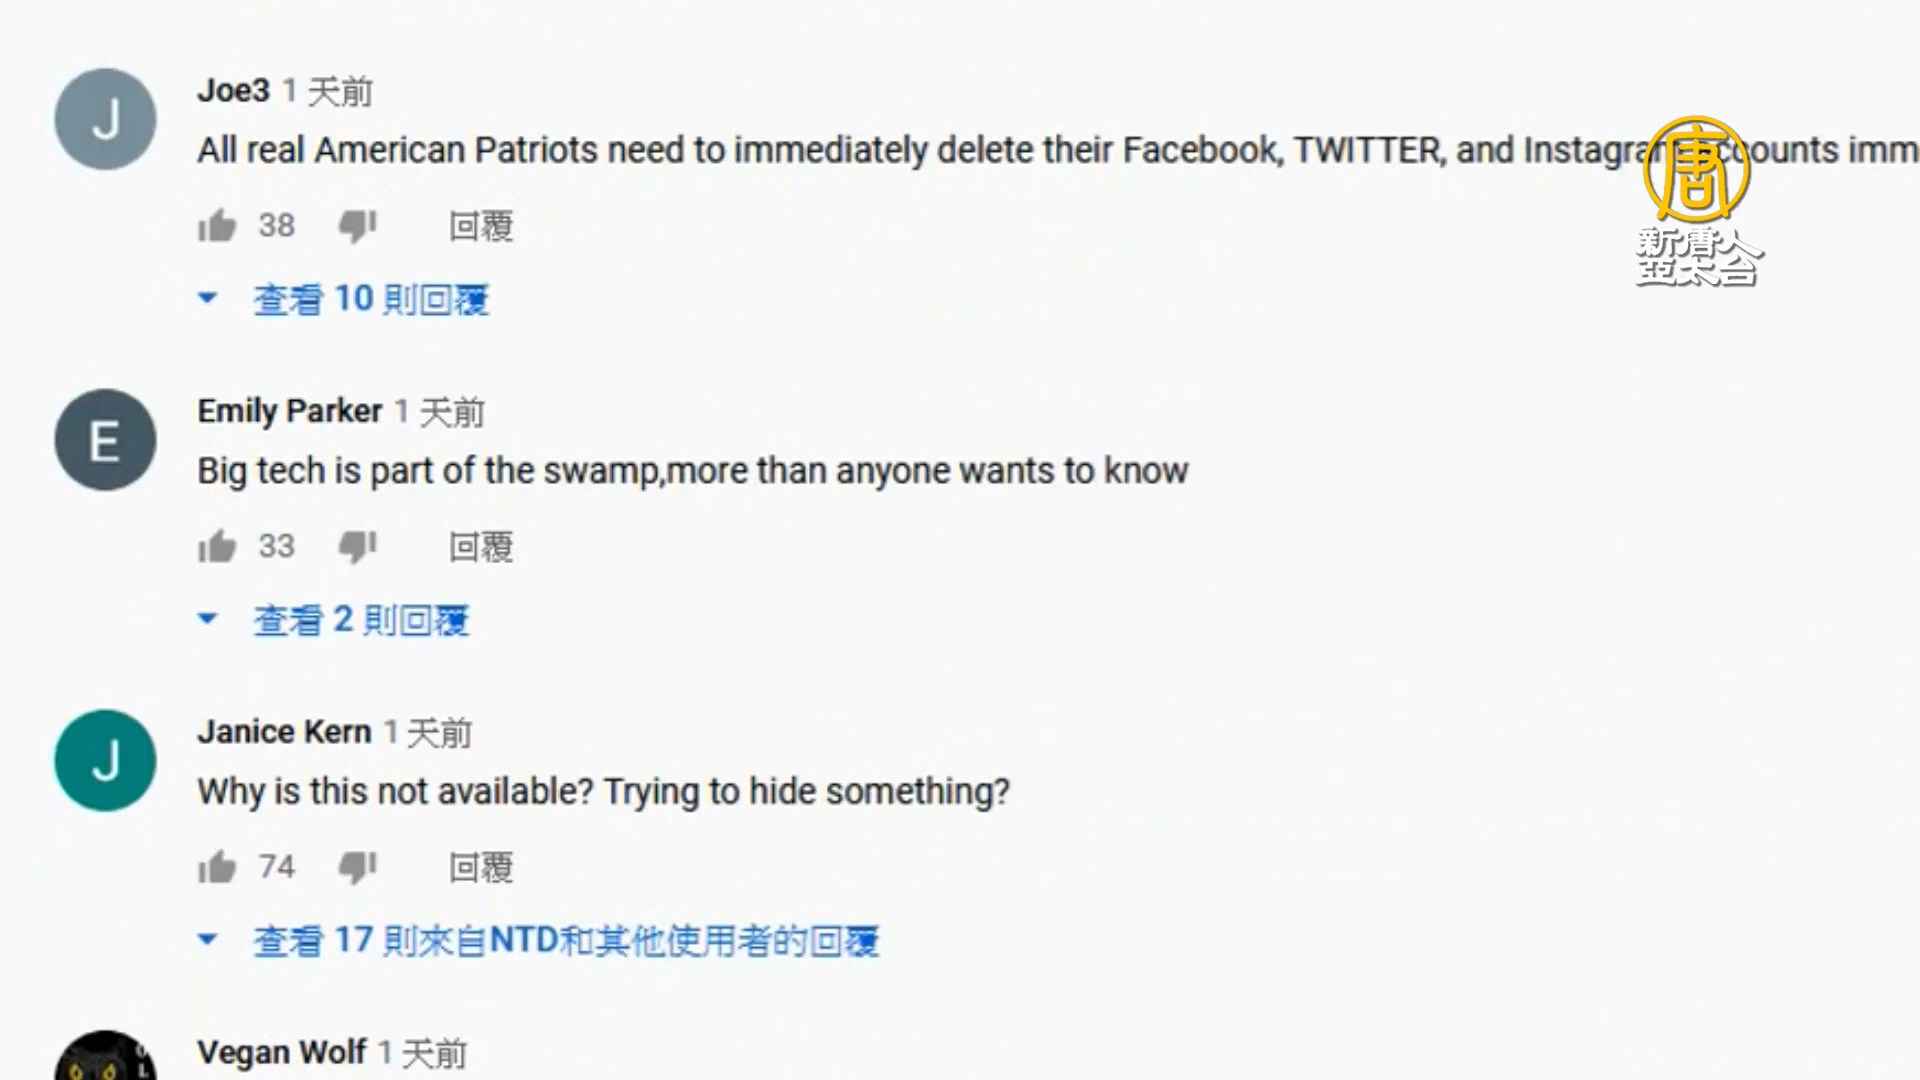 J
Joe3 1 天前
All real American Patriots need to immediately delete their Facebook, TWITTER, and Instagram accounts imm
38 回覆
查看 10 則回覆
唐
新唐人
亞太台
E
Emily Parker 1 天前
Big tech is part of the swamp,more than anyone wants to know
33 回覆
查看 2 則回覆
J
Janice Kern 1 天前
Why is this not available? Trying to hide something?
74 回覆
查看 17 則來自NTD和其他使用者的回覆
Vegan Wolf 1 天前